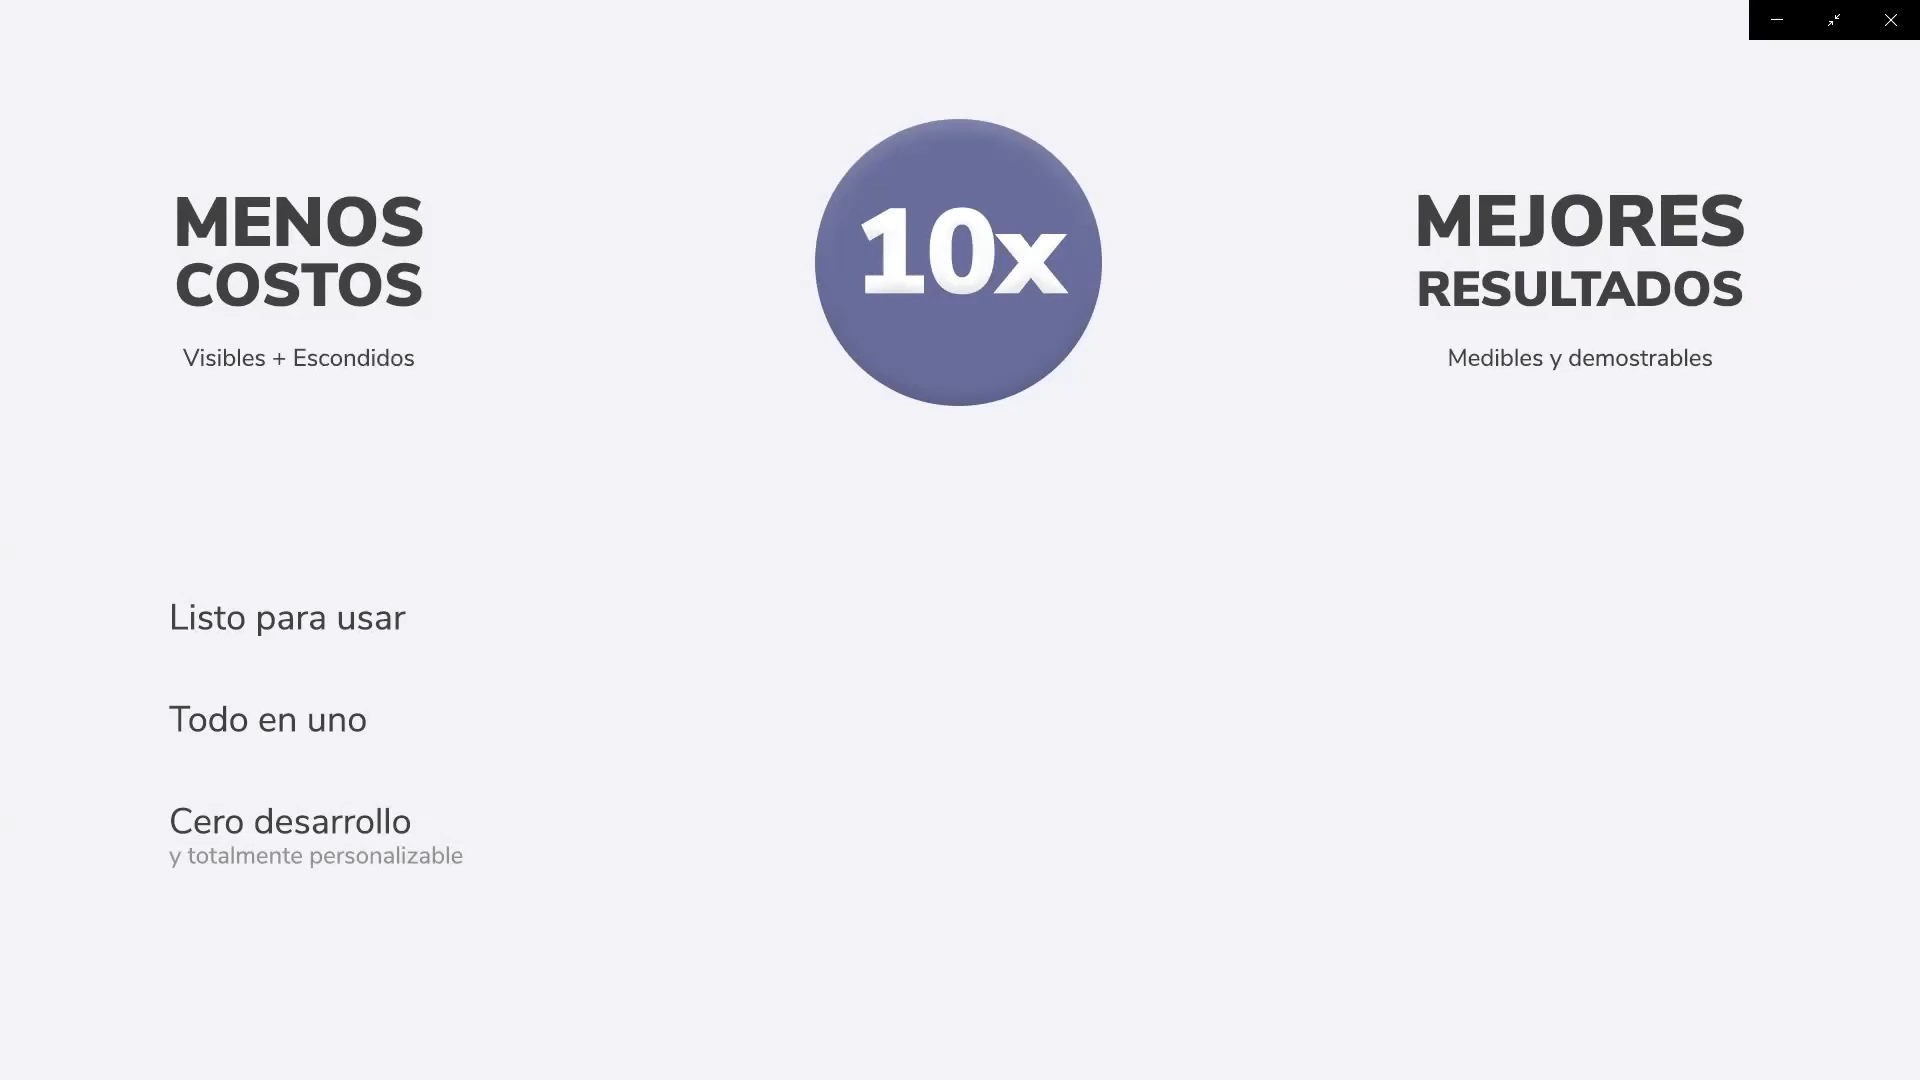 MENOS
COSTOS
Visibles + Escondidos
10x
MEJORES
RESULTADOS
Medibles y demostrables
Listo para usar
Todo en uno
Cero desarrollo
y totalmente personalizable